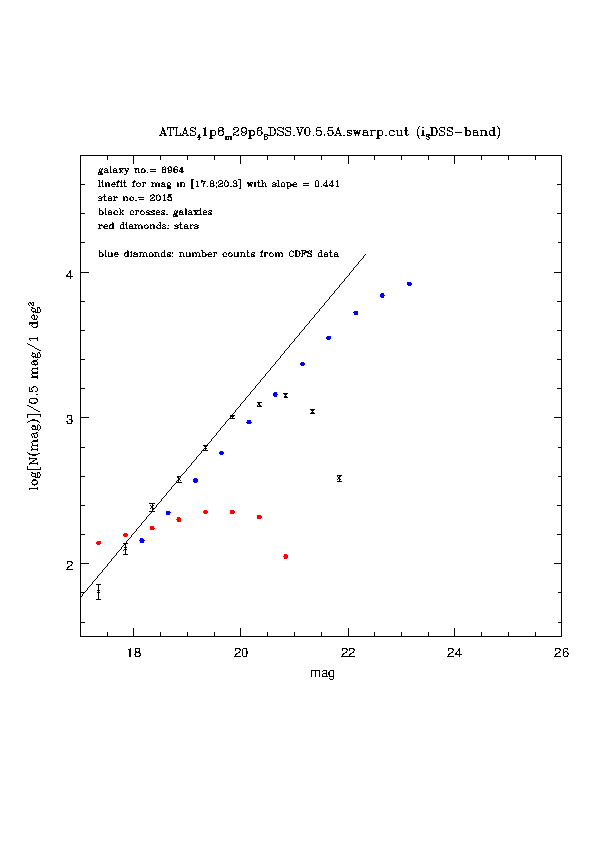 ATLAS_41p8_m29p6_SDSS.V0.5.5A.swarp.cut (i_SDSS-band)
galaxy no.= 8964
linefit for mag in [17.8;20.3] with slope = 0.441
star no.= 2015
black crosses: galaxies
red diamonds: stars
blue diamonds: number counts from CDFS data
log[N(mag)]/0.5 mag/1 deg²
4
3
2
18 20 22 24 26
mag